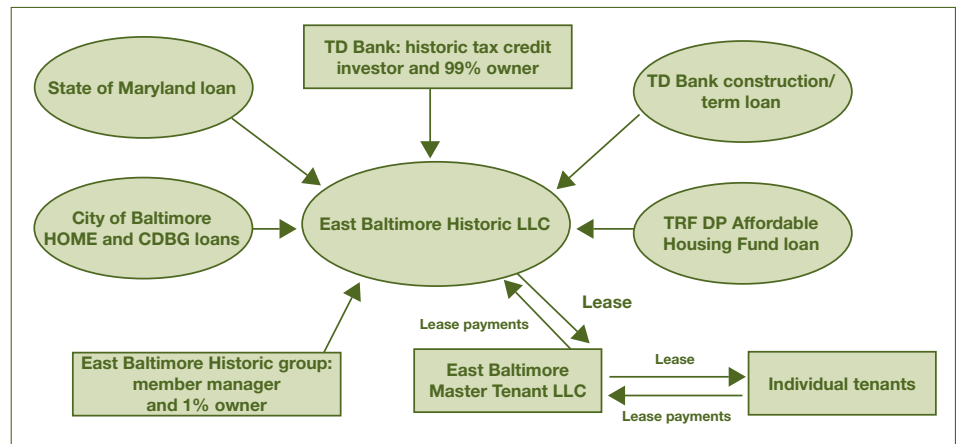 TD Bank: historic tax credit
investor and 99% owner
State of Maryland loan
TD Bank construction/
term loan
City of Baltimore
HOME and CDBG loans
East Baltimore Historic LLC
TRF DP Affordable
Housing Fund loan
Lease
Lease payments
East Baltimore Historic group:
member manager
and 1% owner
East Baltimore
Master Tenant LLC
Lease
Lease payments
Individual tenants